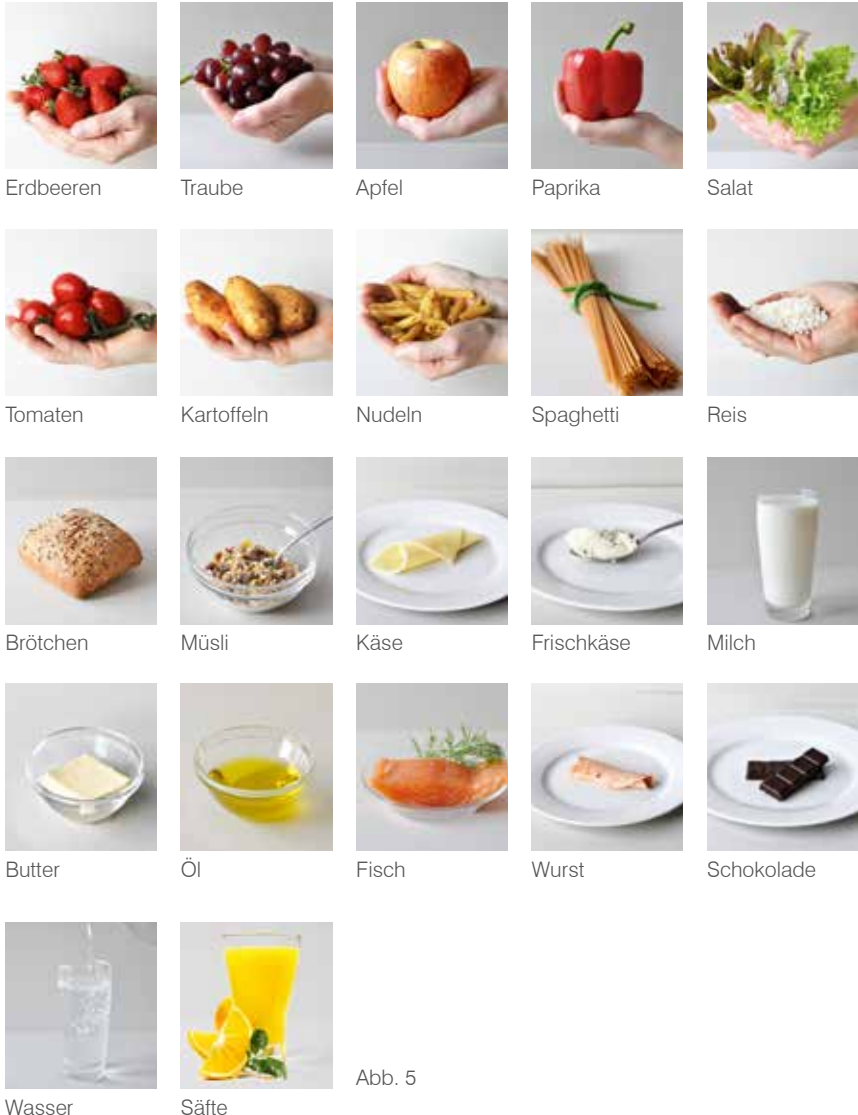 Erdbeeren Traube Apfel Paprika Salat
Tomaten Kartoffeln Nudeln Spaghetti Reis
Brötchen Müsli Käse Frischkäse Milch
Butter Öl Fisch Wurst Schokolade
Abb. 5
Wasser Säfte